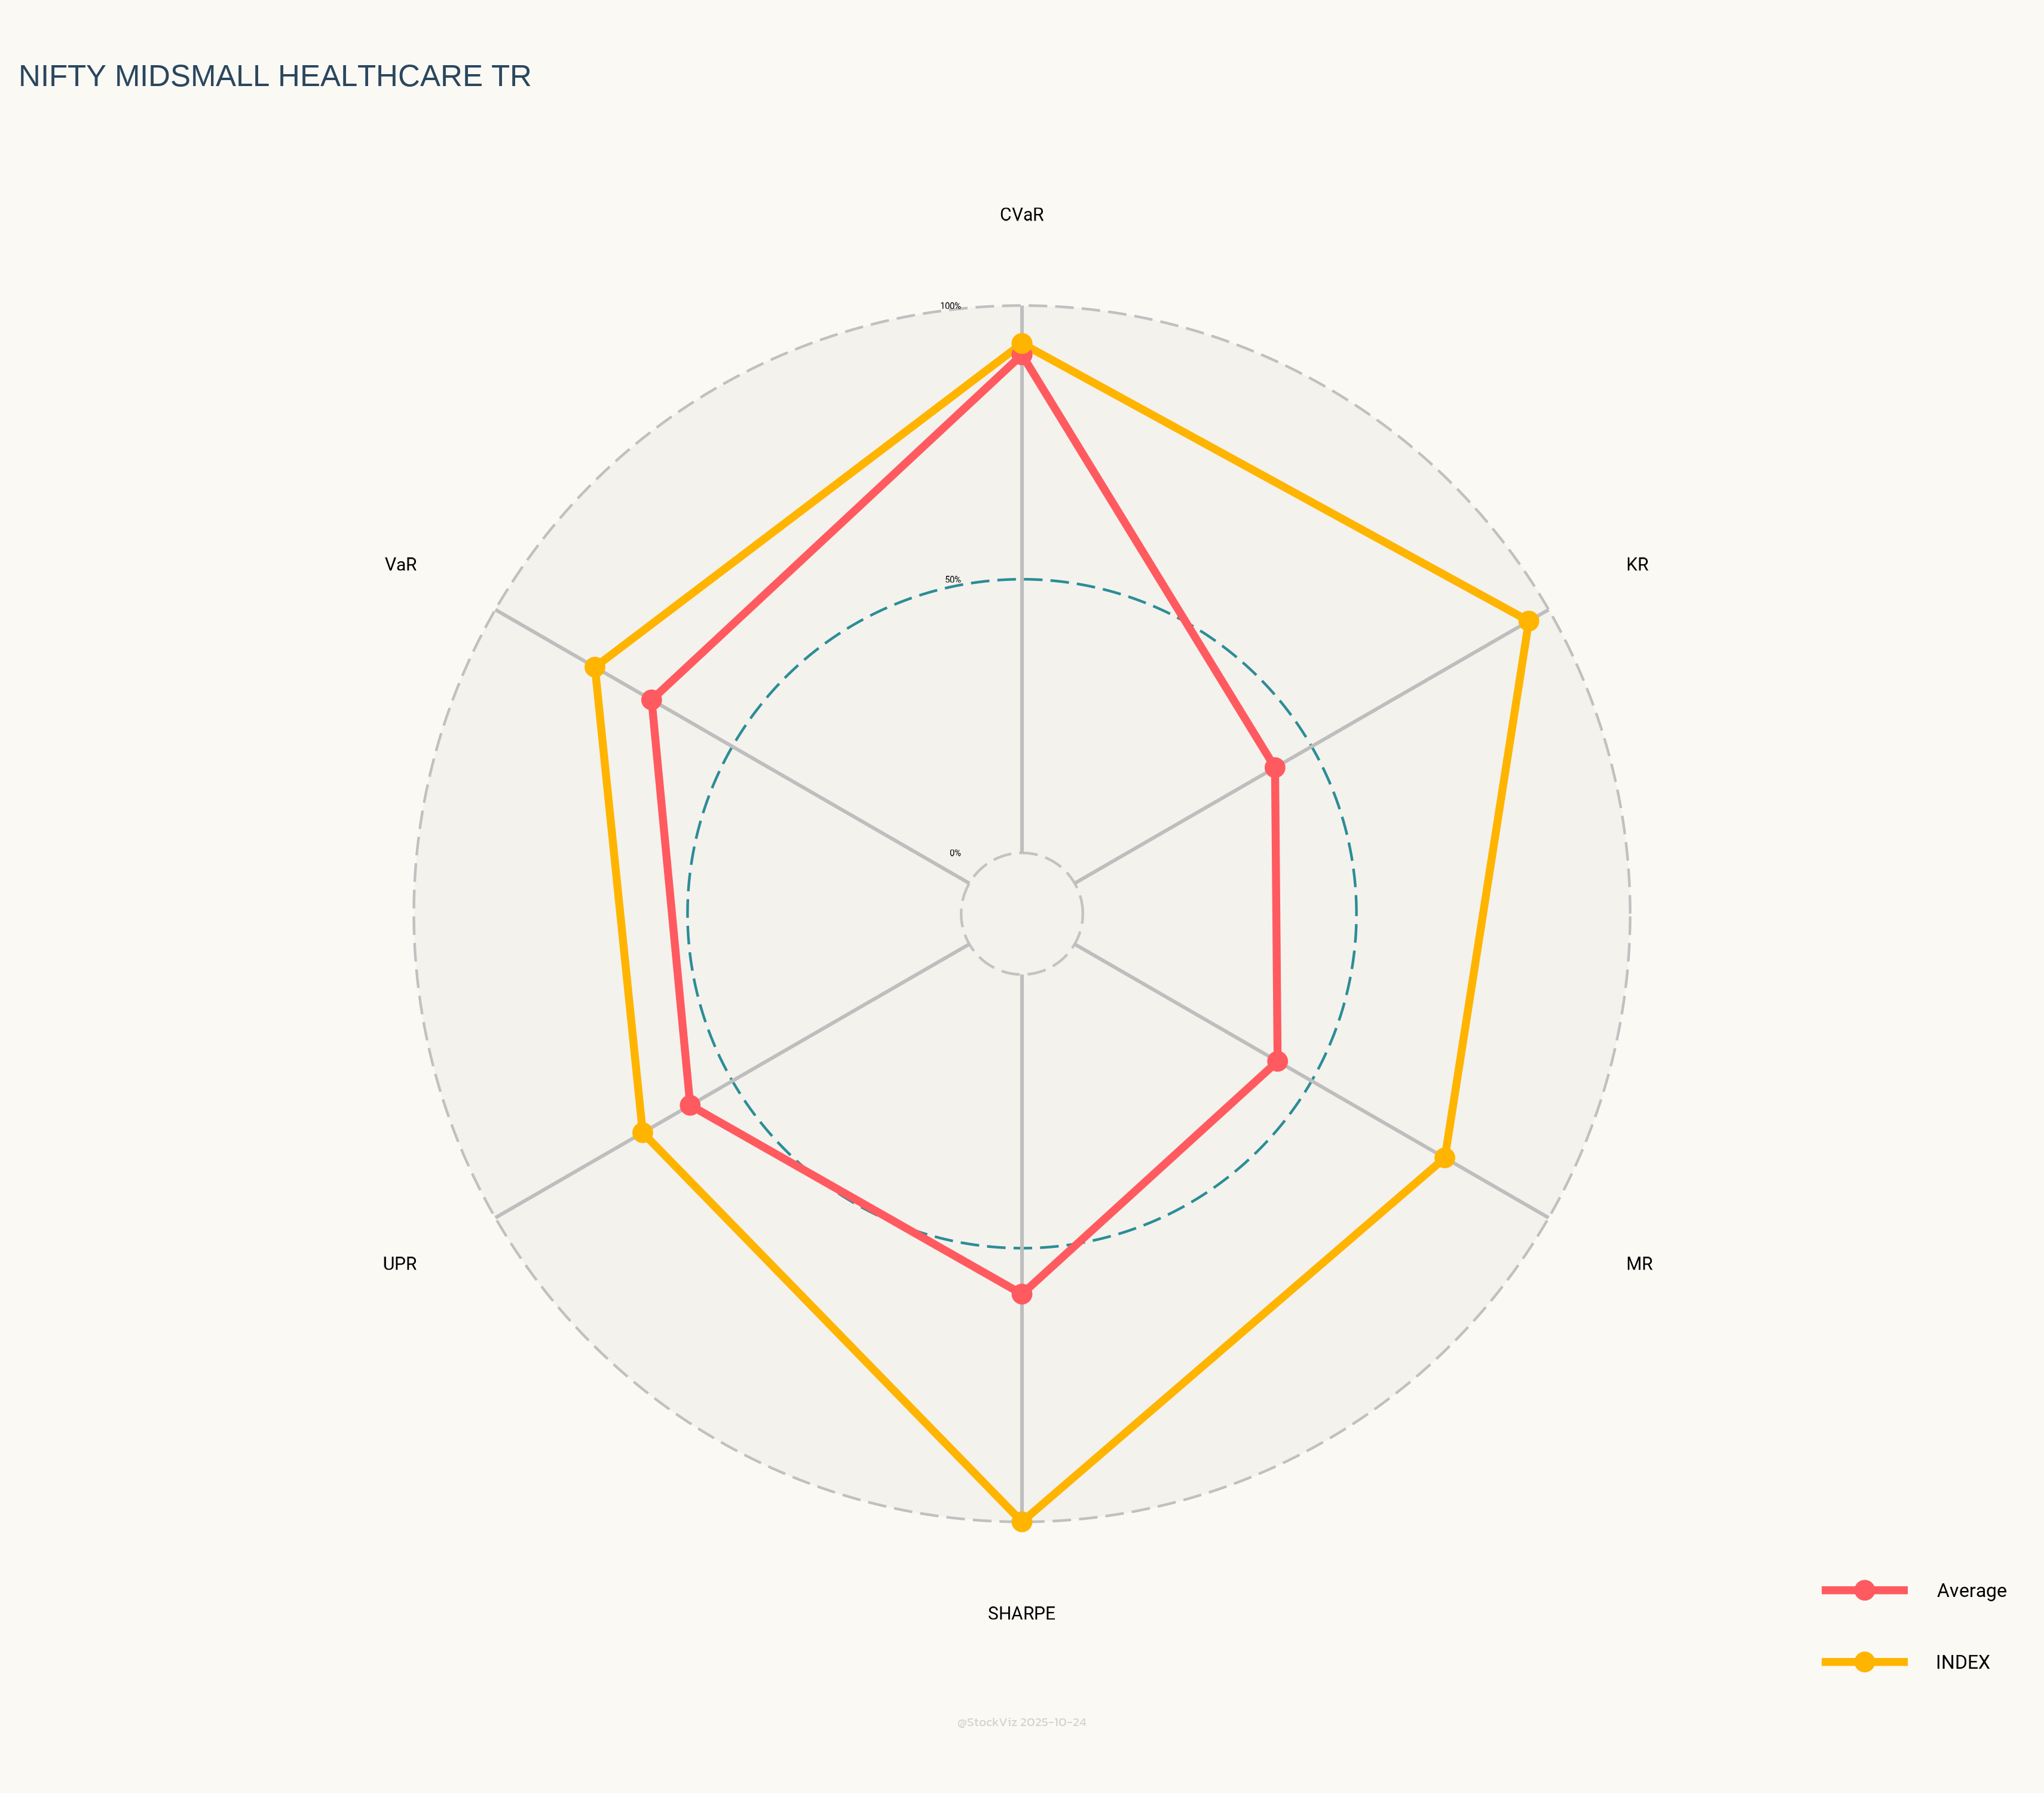 NIFTY MIDSMALL HEALTHCARE TR
CVaR
100%
VaR
KR
50%
0%
UPR
MR
SHARPE
Average
INDEX
@StockViz 2025-10-24